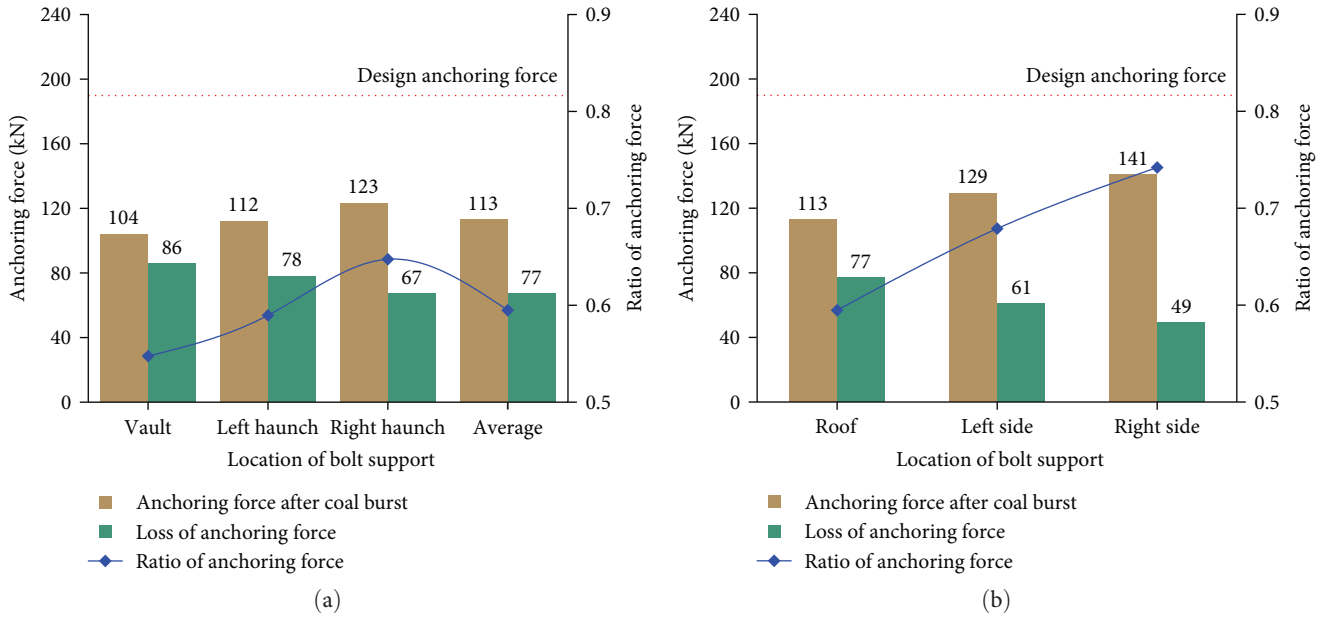 240
200
160
120
80
40
0
Anchoring force (kN)
0.9
0.8
0.7
0.6
0.5
Ratio of anchoring force
Design anchoring force
104
86
112
78
123
67
113
77
Vault
Left haunch
Right haunch
Average
Location of bolt support
Anchoring force after coal burst
Loss of anchoring force
Ratio of anchoring force
(a)
240
200
160
120
80
40
0
Anchoring force (kN)
0.9
0.8
0.7
0.6
0.5
Ratio of anchoring force
Design anchoring force
113
77
129
61
141
49
Roof
Left side
Right side
Location of bolt support
Anchoring force after coal burst
Loss of anchoring force
Ratio of anchoring force
(b)